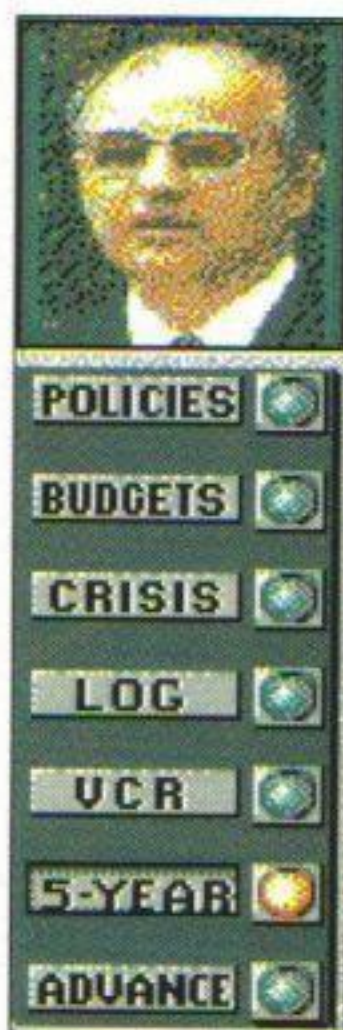 POLICIES
BUDGETS
CRISIS
LOG
VCR
5-YEAR
ADVANCE